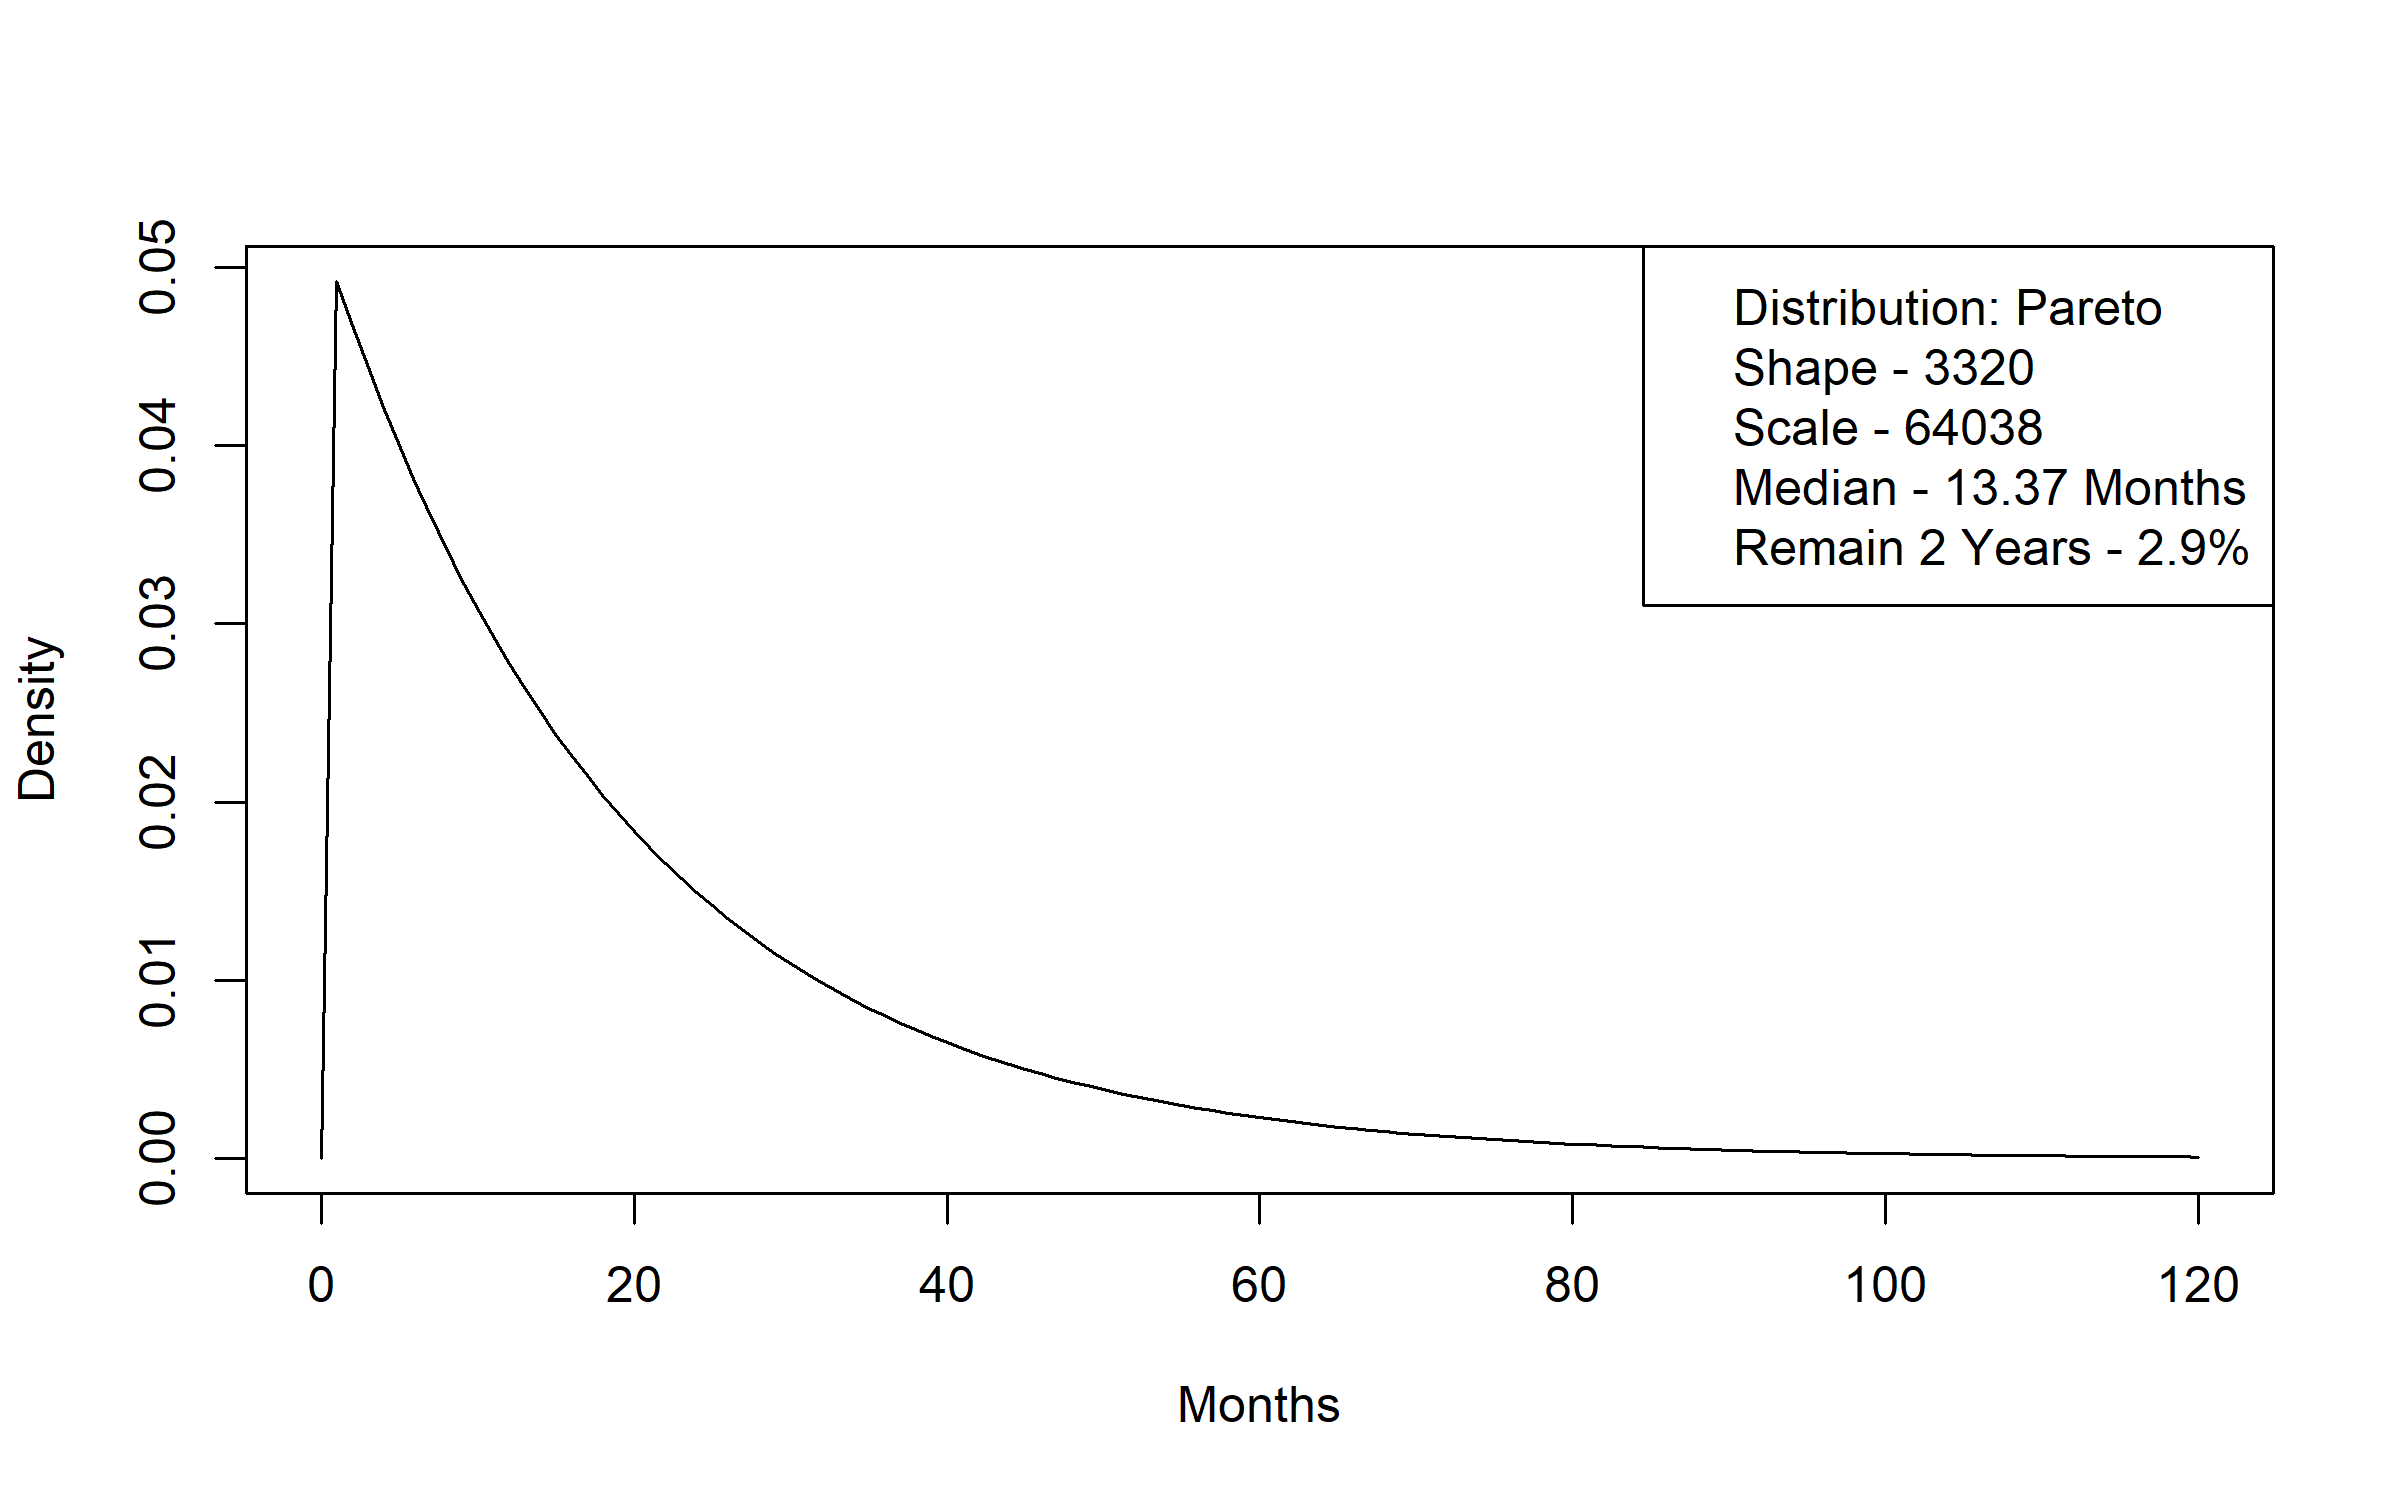 Distribution: Pareto
Shape - 3320
Scale - 64038
Median - 13.37 Months
Remain 2 Years - 2.9%
Density
0.05
0.04
0.03
0.02
0.01
0.00
0 20 40 60 80 100 120
Months